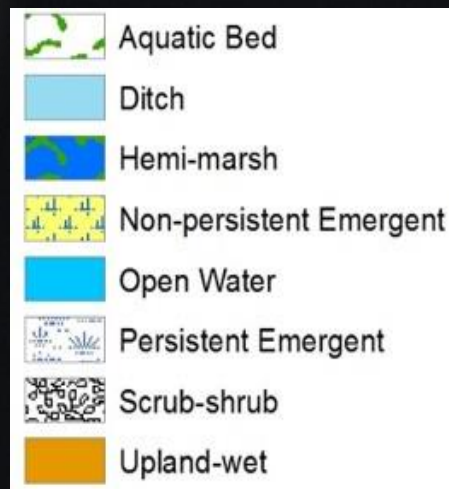 Aquatic Bed
Ditch
Hemi-marsh
Non-persistent Emergent
Open Water
Persistent Emergent
Scrub-shrub
Upland-wet